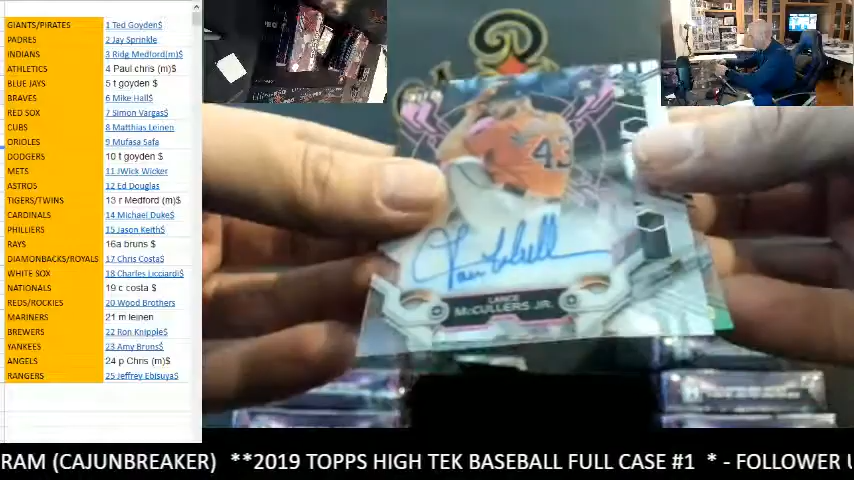 GIANTS/PIRATES 1 Ted Goyden$
PADRES 2 Jay Sprinkle
INDIANS 3 Ridg Medford(m)$
ATHLETICS 4 Paul chris (m)$
BLUE JAYS 5 t goyden $
BRAVES 6 Mike Hall$
RED SOX 7 Simon Vargas$
CUBS 8 Matthias Leinen
ORIOLES 9 Mufasa Safa
DODGERS 10 t goyden $
METS 11 JWick Wicker
ASTROS 12 Ed Douglas
TIGERS/TWINS 13 r Medford (m)$
CARDINALS 14 Michael Duke$
PHILLIERS 15 Jason Keith$
RAYS 16a bruns $
DIAMONBACKS/ROYALS 17 Chris Costa$
WHITE SOX 18 Charles Licciardi$
NATIONALS 19 c costa $
REDS/ROCKIES 20 Wood Brothers
MARINERS 21 m leinen
BREWERS 22 Ron Knipple$
YANKEES 23 Amy Bruns$
ANGELS 24 p Chris (m)$
RANGERS 25 Jeffrey Ebisuya$
43
LANCE
McCULLERS JR.
RAM (CAJUNBREAKER) **2019 TOPPS HIGH TEK BASEBALL FULL CASE #1 * - FOLLOWER U